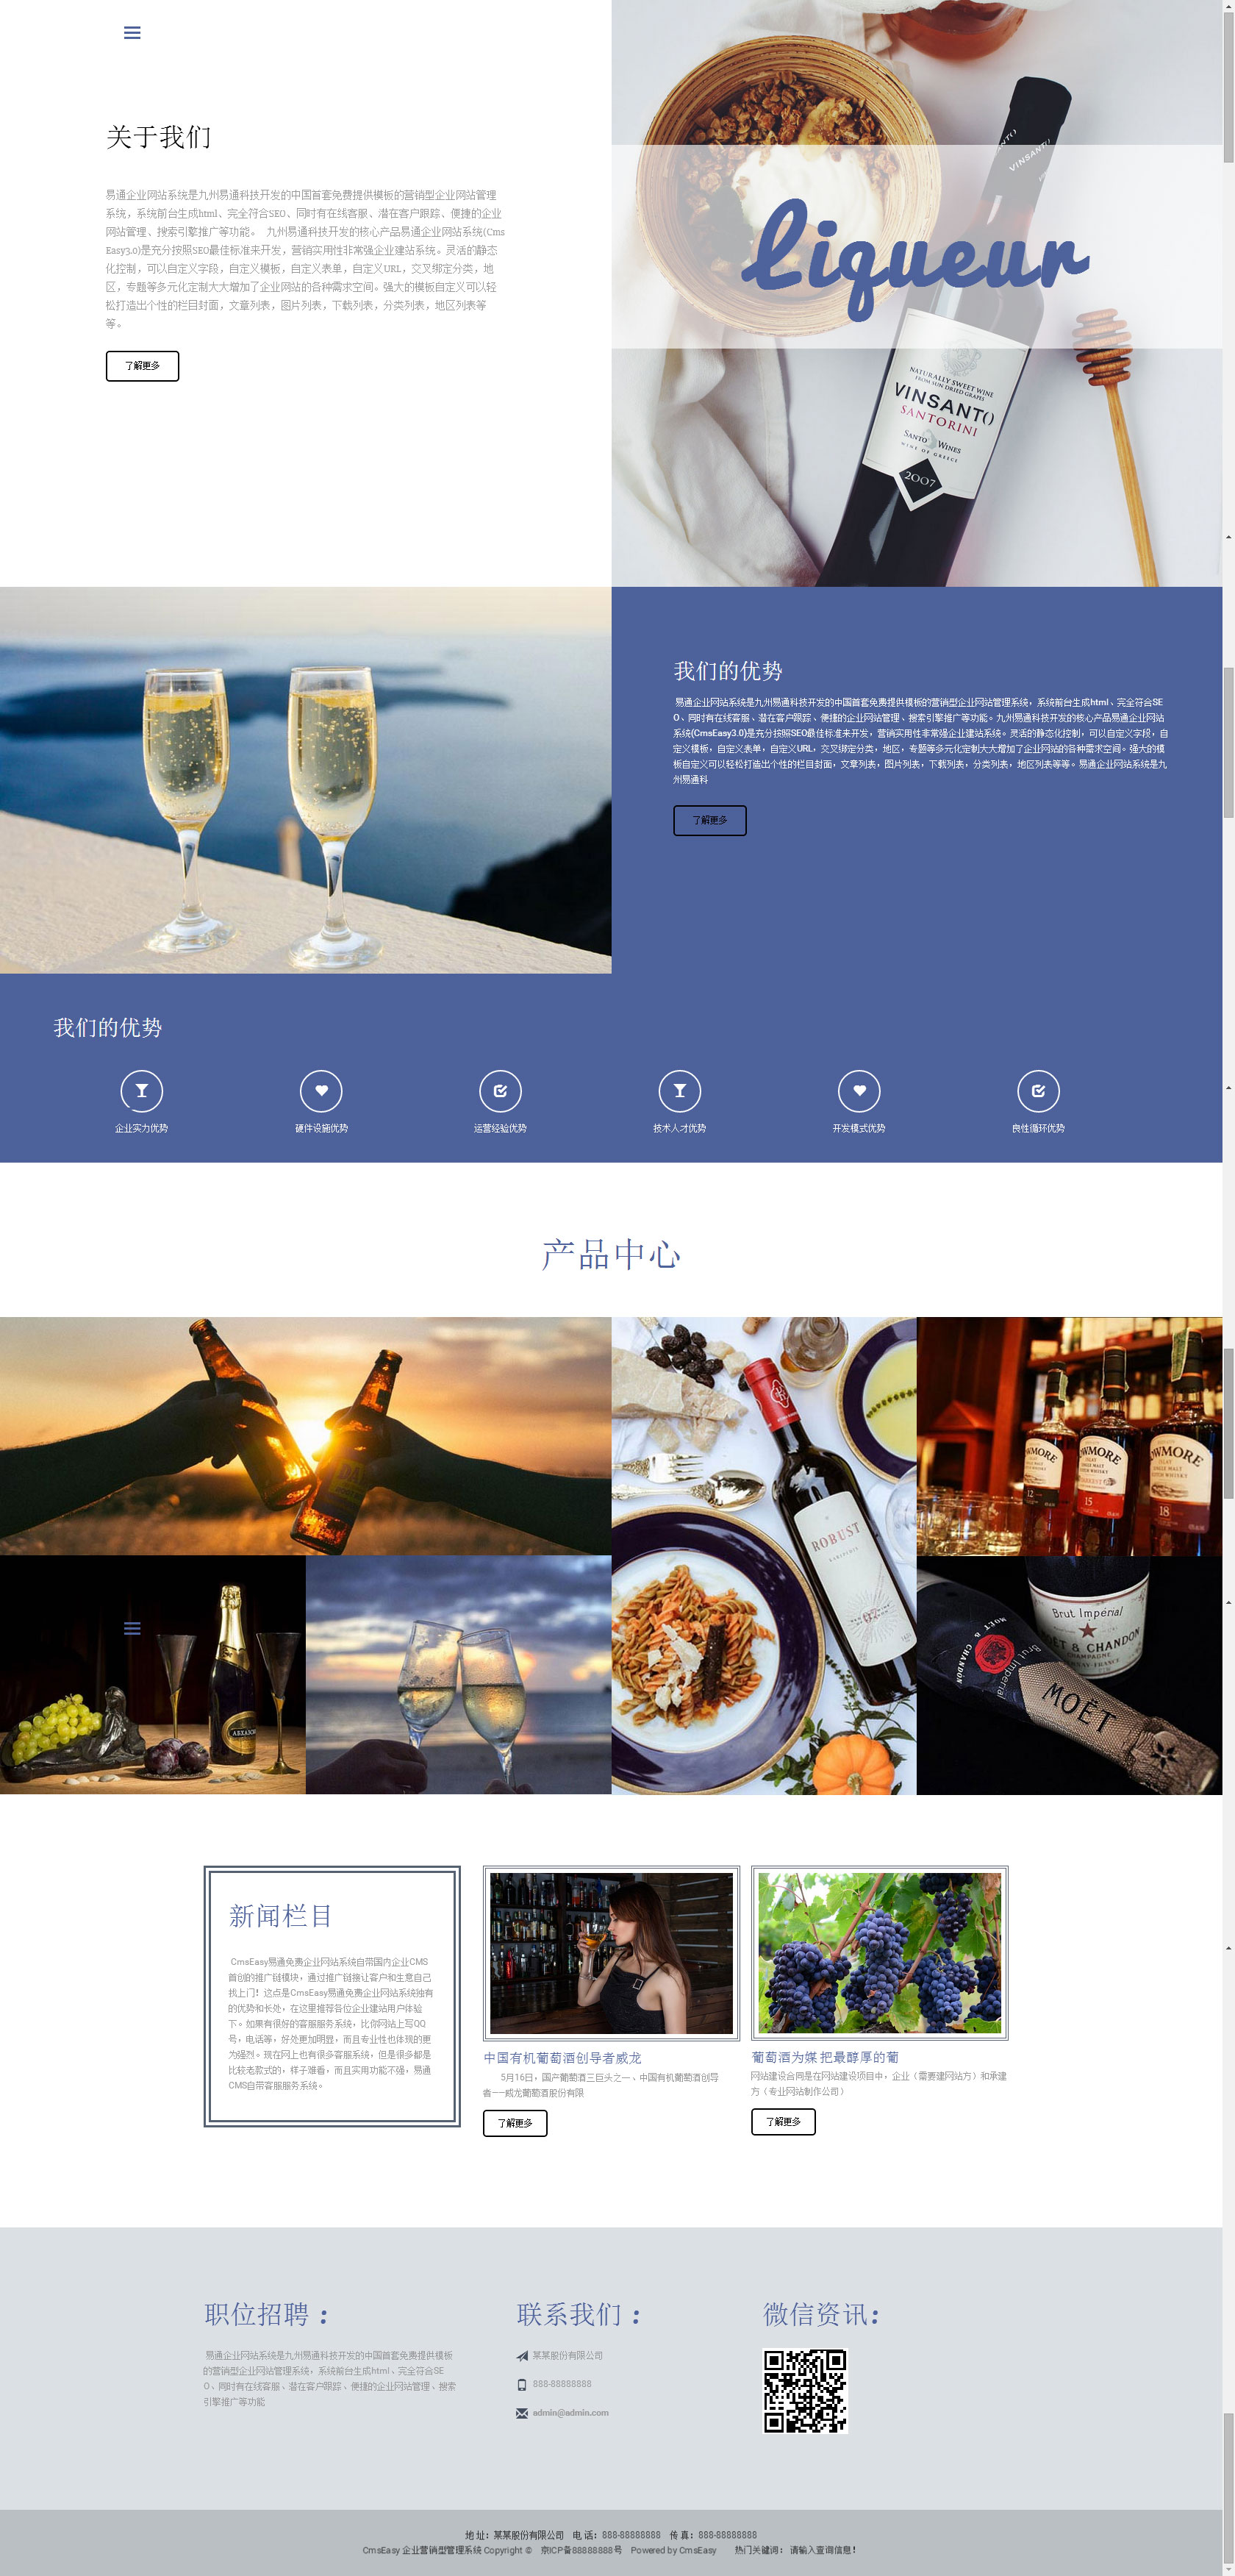 关于我们
易通企业网站系统是九州易通科技开发的中国首套免费提供模板的营销型企业网站管理
系统，系统前台生成html、完全符合SEO、同时有在线客服、潜在客户跟踪、便捷的企业
网站管理、搜索引擎推广等功能。 九州易通科技开发的核心产品易通企业网站系统(Cms
Easy3.0)是充分按照SEO最佳标准来开发，营销实用性非常强企业建站系统。灵活的静态
化控制，可以自定义字段，自定义模板，自定义表单，自定义URL，交叉绑定分类，地
区，专题等多元化定制大大增加了企业网站的各种需求空间。强大的模板自定义可以轻
松打造出个性的栏目封面，文章列表，图片列表，下载列表，分类列表，地区列表等
等。
了解更多
VINSANTO
Liqueur
NATURALLY SWEET WINE
FROM SUN DRIED GRAPES
VINSANTO
SANTORINI
SANTO WINES
WINE OF GREECE
2007
我们的优势
易通企业网站系统是九州易通科技开发的中国首套免费提供模板的营销型企业网站管理系统，系统前台生成html、完全符合SE
O、同时有在线客服、潜在客户跟踪、便捷的企业网站管理、搜索引擎推广等功能。九州易通科技开发的核心产品易通企业网站
系统(CmsEasy3.0)是充分按照SEO最佳标准来开发，营销实用性非常强企业建站系统。灵活的静态化控制，可以自定义字段，自
定义模板，自定义表单，自定义URL，交叉绑定分类，地区，专题等多元化定制大大增加了企业网站的各种需求空间。强大的模
板自定义可以轻松打造出个性的栏目封面，文章列表，图片列表，下载列表，分类列表，地区列表等等。易通企业网站系统是九
州易通科
了解更多
我们的优势
企业实力优势 硬件设施优势 运营经验优势 技术人才优势 开发模式优势 良性循环优势
产品中心
ROBUST
OWMORE
12
15
18
Brut Imperial
MOËT & CHANDON
CHAMPAGNE
MOËT
新闻栏目
CmsEasy易通免费企业网站系统自带国内企业CMS
首创的推广链模块，通过推广链接让客户和生意自己
找上门！这点是CmsEasy易通免费企业网站系统独有
的优势和长处，在这里推荐各位企业建站用户体验
下。如果有很好的客服服务系统，比你网站上写QQ
号，电话等，好处更加明显，而且专业性也体现的更
为强烈。现在网上也有很多客服系统，但是很多都是
比较老款式的，样子难看，而且实用功能不强，易通
CMS自带客服服务系统。
中国有机葡萄酒创导者威龙
5月16日，国产葡萄酒三巨头之一、中国有机葡萄酒创导
者——威龙葡萄酒股份有限
了解更多
葡萄酒为媒 把最醇厚的葡
网站建设合同是在网站建设项目中，企业（需要建网站方）和承建
方（专业网站制作公司）
了解更多
职位招聘：
易通企业网站系统是九州易通科技开发的中国首套免费提供模板
的营销型企业网站管理系统，系统前台生成html、完全符合SE
O、同时有在线客服、潜在客户跟踪、便捷的企业网站管理、搜索
引擎推广等功能
联系我们：
某某股份有限公司
888-88888888
admin@admin.com
微信资讯：
地 址：某某股份有限公司 电 话：888-88888888 传 真：888-88888888
CmsEasy 企业营销型管理系统 Copyright © 京ICP备88888888号 Powered by CmsEasy 热门关键词： 请输入查询信息！